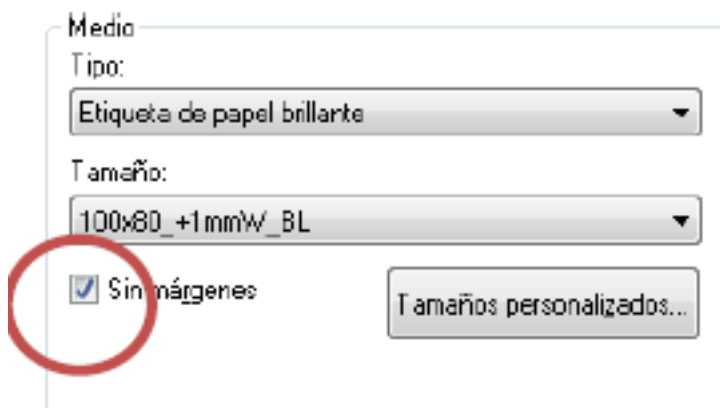 Medio
Tipo:
Etiqueta de papel brillante
Tamaño:
100x80_+1mmW_BL
Sin márgenes
Tamaños personalizados...